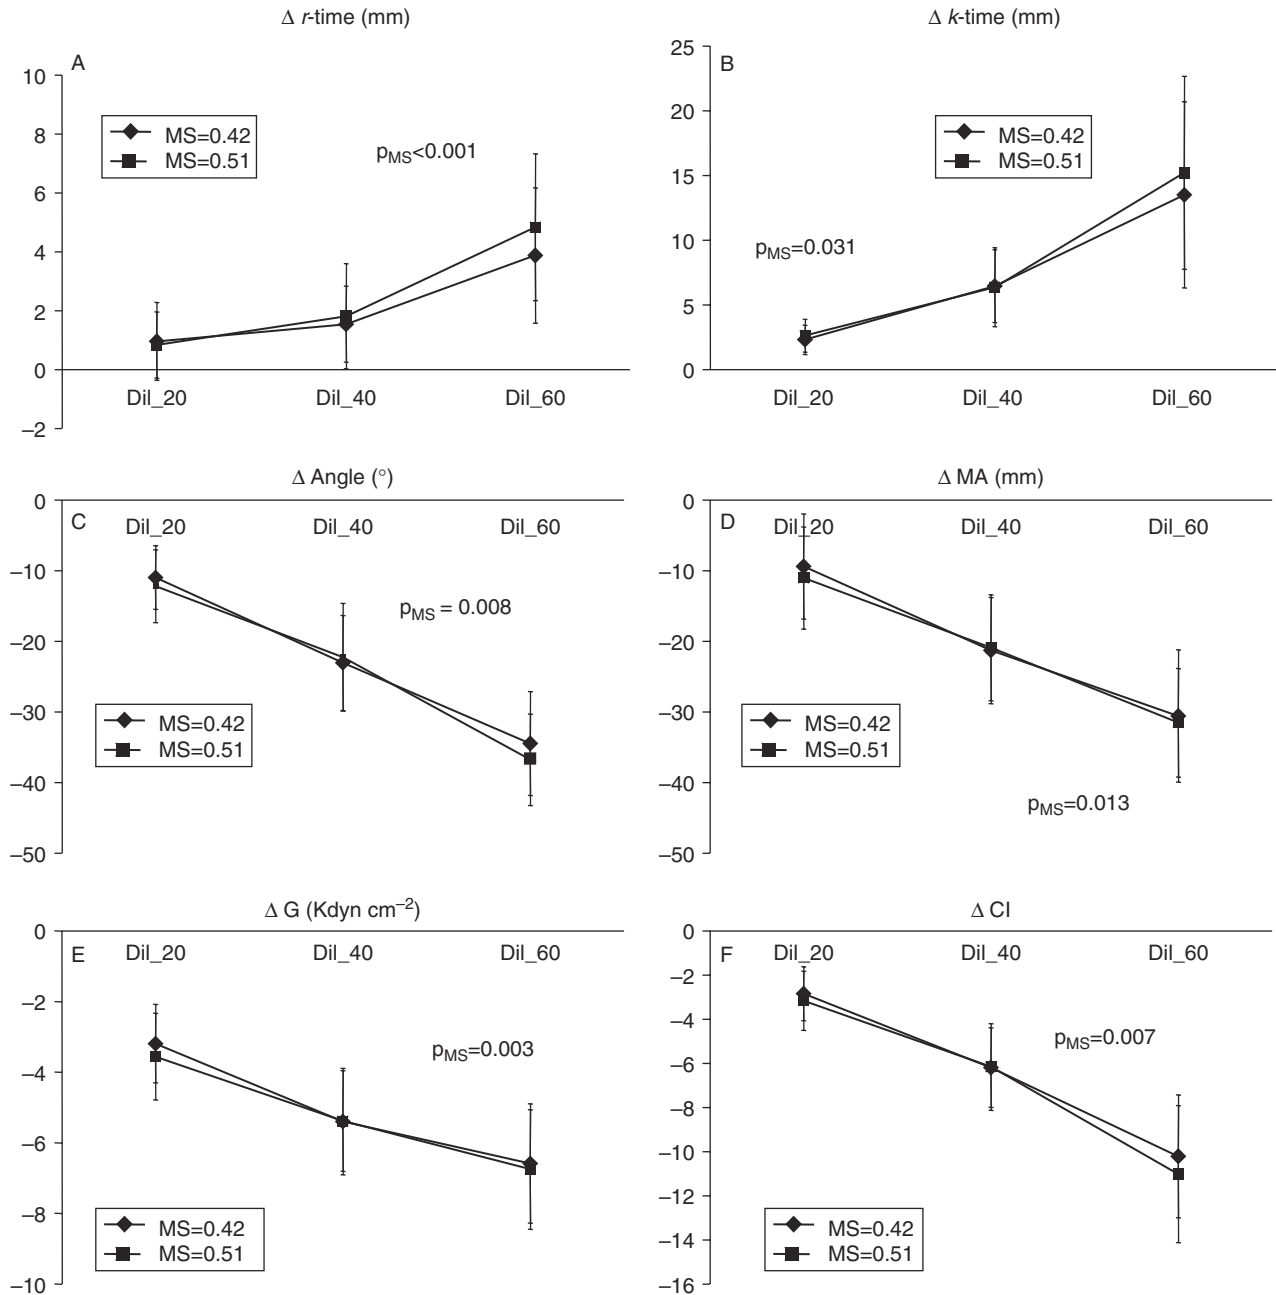 Δ r-time (mm)
A
10
8
6
4
2
0
–2
MS=0.42
MS=0.51
pMS<0.001
Dil_20 Dil_40 Dil_60
Δ k-time (mm)
B
25
20
15
10
5
0
MS=0.42
MS=0.51
pMS=0.031
Dil_20 Dil_40 Dil_60
Δ Angle (°)
C
0
–10
–20
–30
–40
–50
Dil_20 Dil_40 Dil_60
pMS = 0.008
MS=0.42
MS=0.51
Δ MA (mm)
D
0
–10
–20
–30
–40
–50
Dil_20 Dil_40 Dil_60
MS=0.42
MS=0.51
pMS=0.013
Δ G (Kdyn cm–2)
E
0
–2
–4
–6
–8
–10
Dil_20 Dil_40 Dil_60
pMS=0.003
MS=0.42
MS=0.51
Δ CI
F
0
–2
–4
–6
–8
–10
–12
–14
–16
Dil_20 Dil_40 Dil_60
pMS=0.007
MS=0.42
MS=0.51